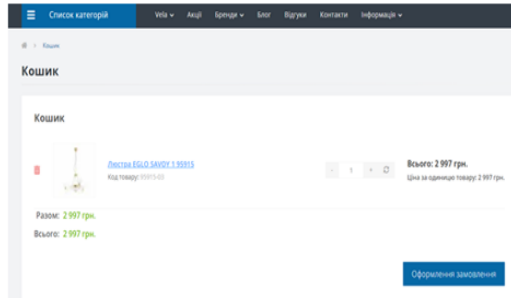 Список категорій
Vela Акції Бренди Блог Відгуки Контакти Інформація
Кошик
Кошик
Кошик
Люстра EGLO SAVOY 1 95915
Код товару: 95915-03
- 1 +
Всього: 2 997 грн.
Ціна за одиницю товару: 2 997 грн.
Разом: 2 997 грн.
Всього: 2 997 грн.
Оформлення замовлення